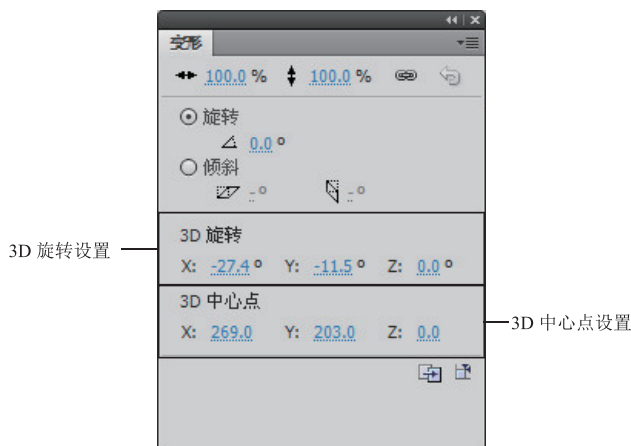 变形
100.0 % 100.0 %
旋转
0.0 °
倾斜
- ° - °
3D 旋转
X: -27.4 ° Y: -11.5 ° Z: 0.0 °
3D 旋转设置
3D 中心点
X: 269.0 Y: 203.0 Z: 0.0
3D 中心点设置